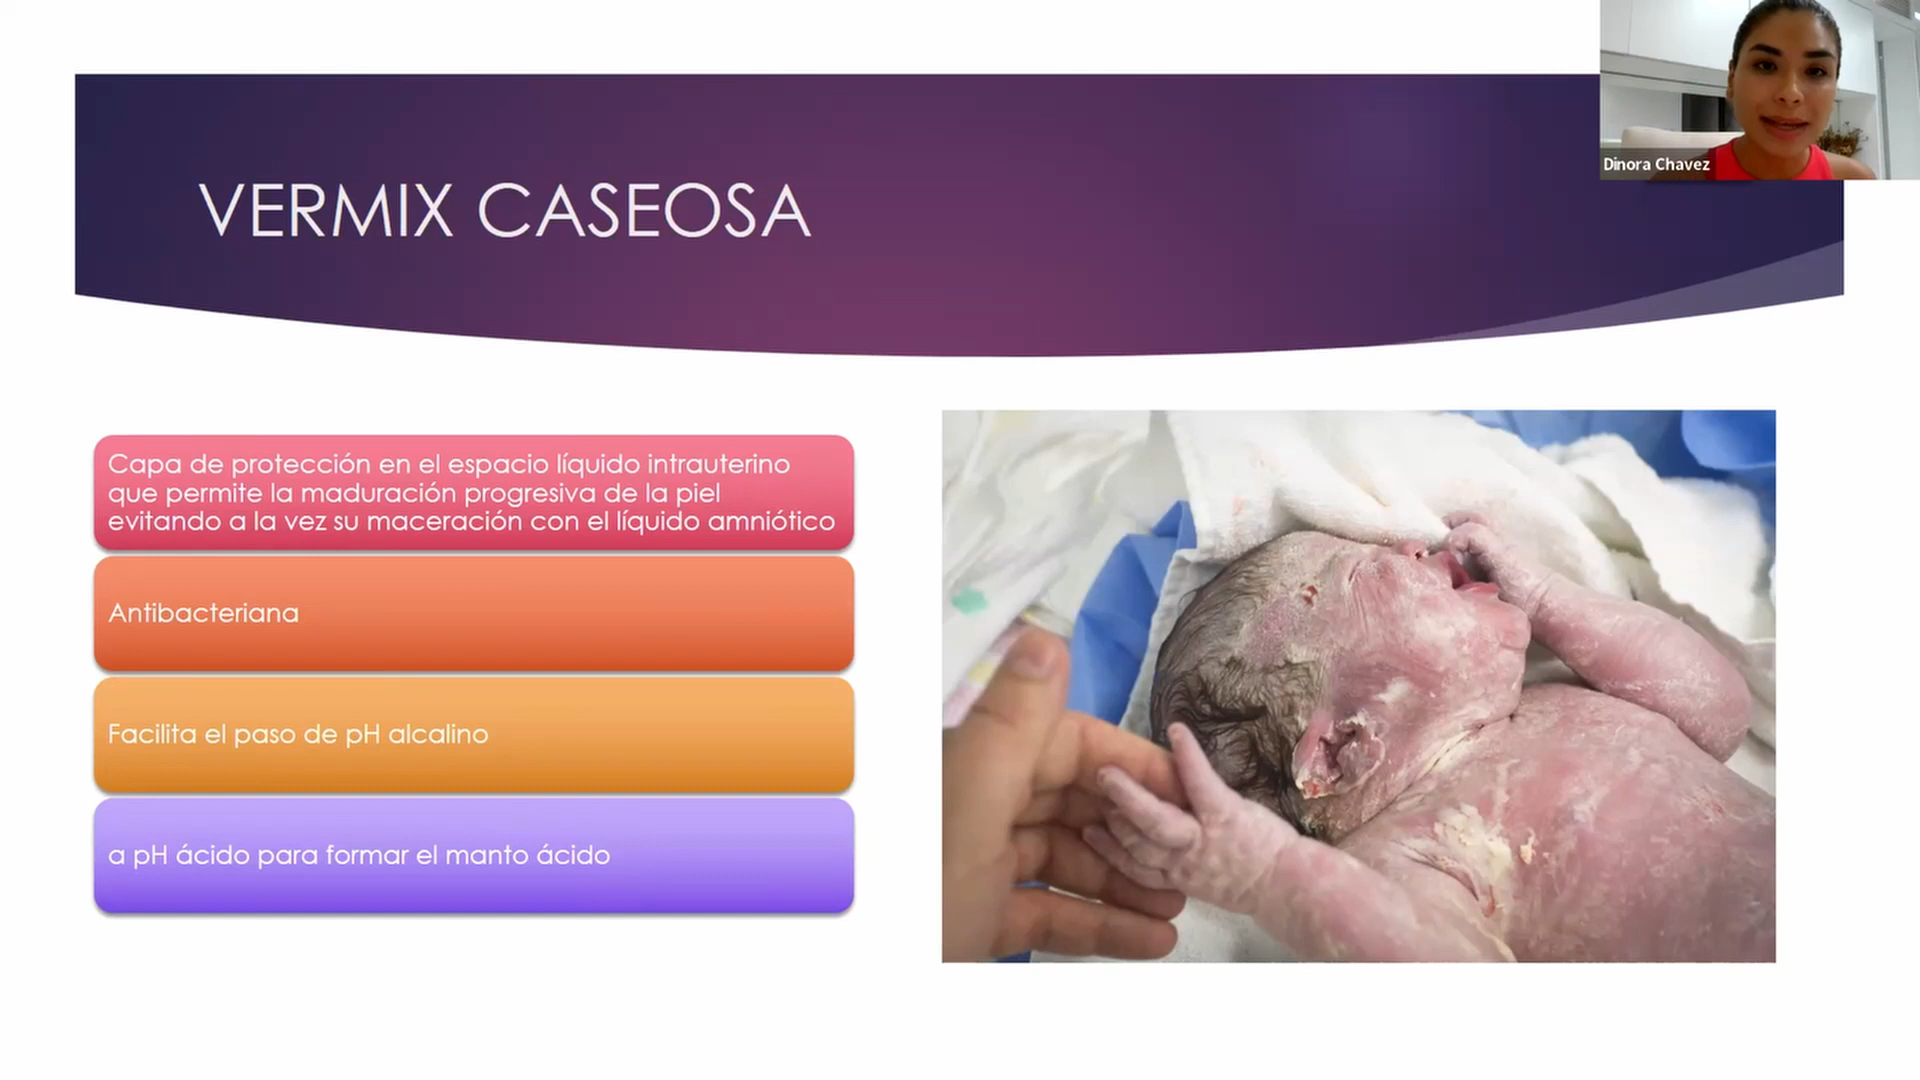 VERMIX CASEOSA
Dinora Chavez
Capa de protección en el espacio líquido intrauterino
que permite la maduración progresiva de la piel
evitando a la vez su maceración con el líquido amniótico
Antibacteriana
Facilita el paso de pH alcalino
a pH ácido para formar el manto ácido